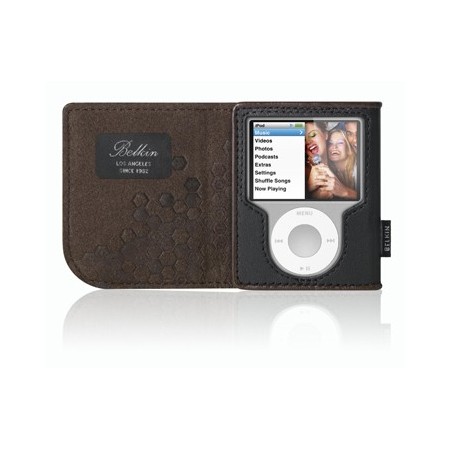 Belkin
LOS ANGELES
SINCE 1982
iPod
Music
Videos
Photos
Podcasts
Extras
Settings
Shuffle Songs
Now Playing
MENU
BELKIN